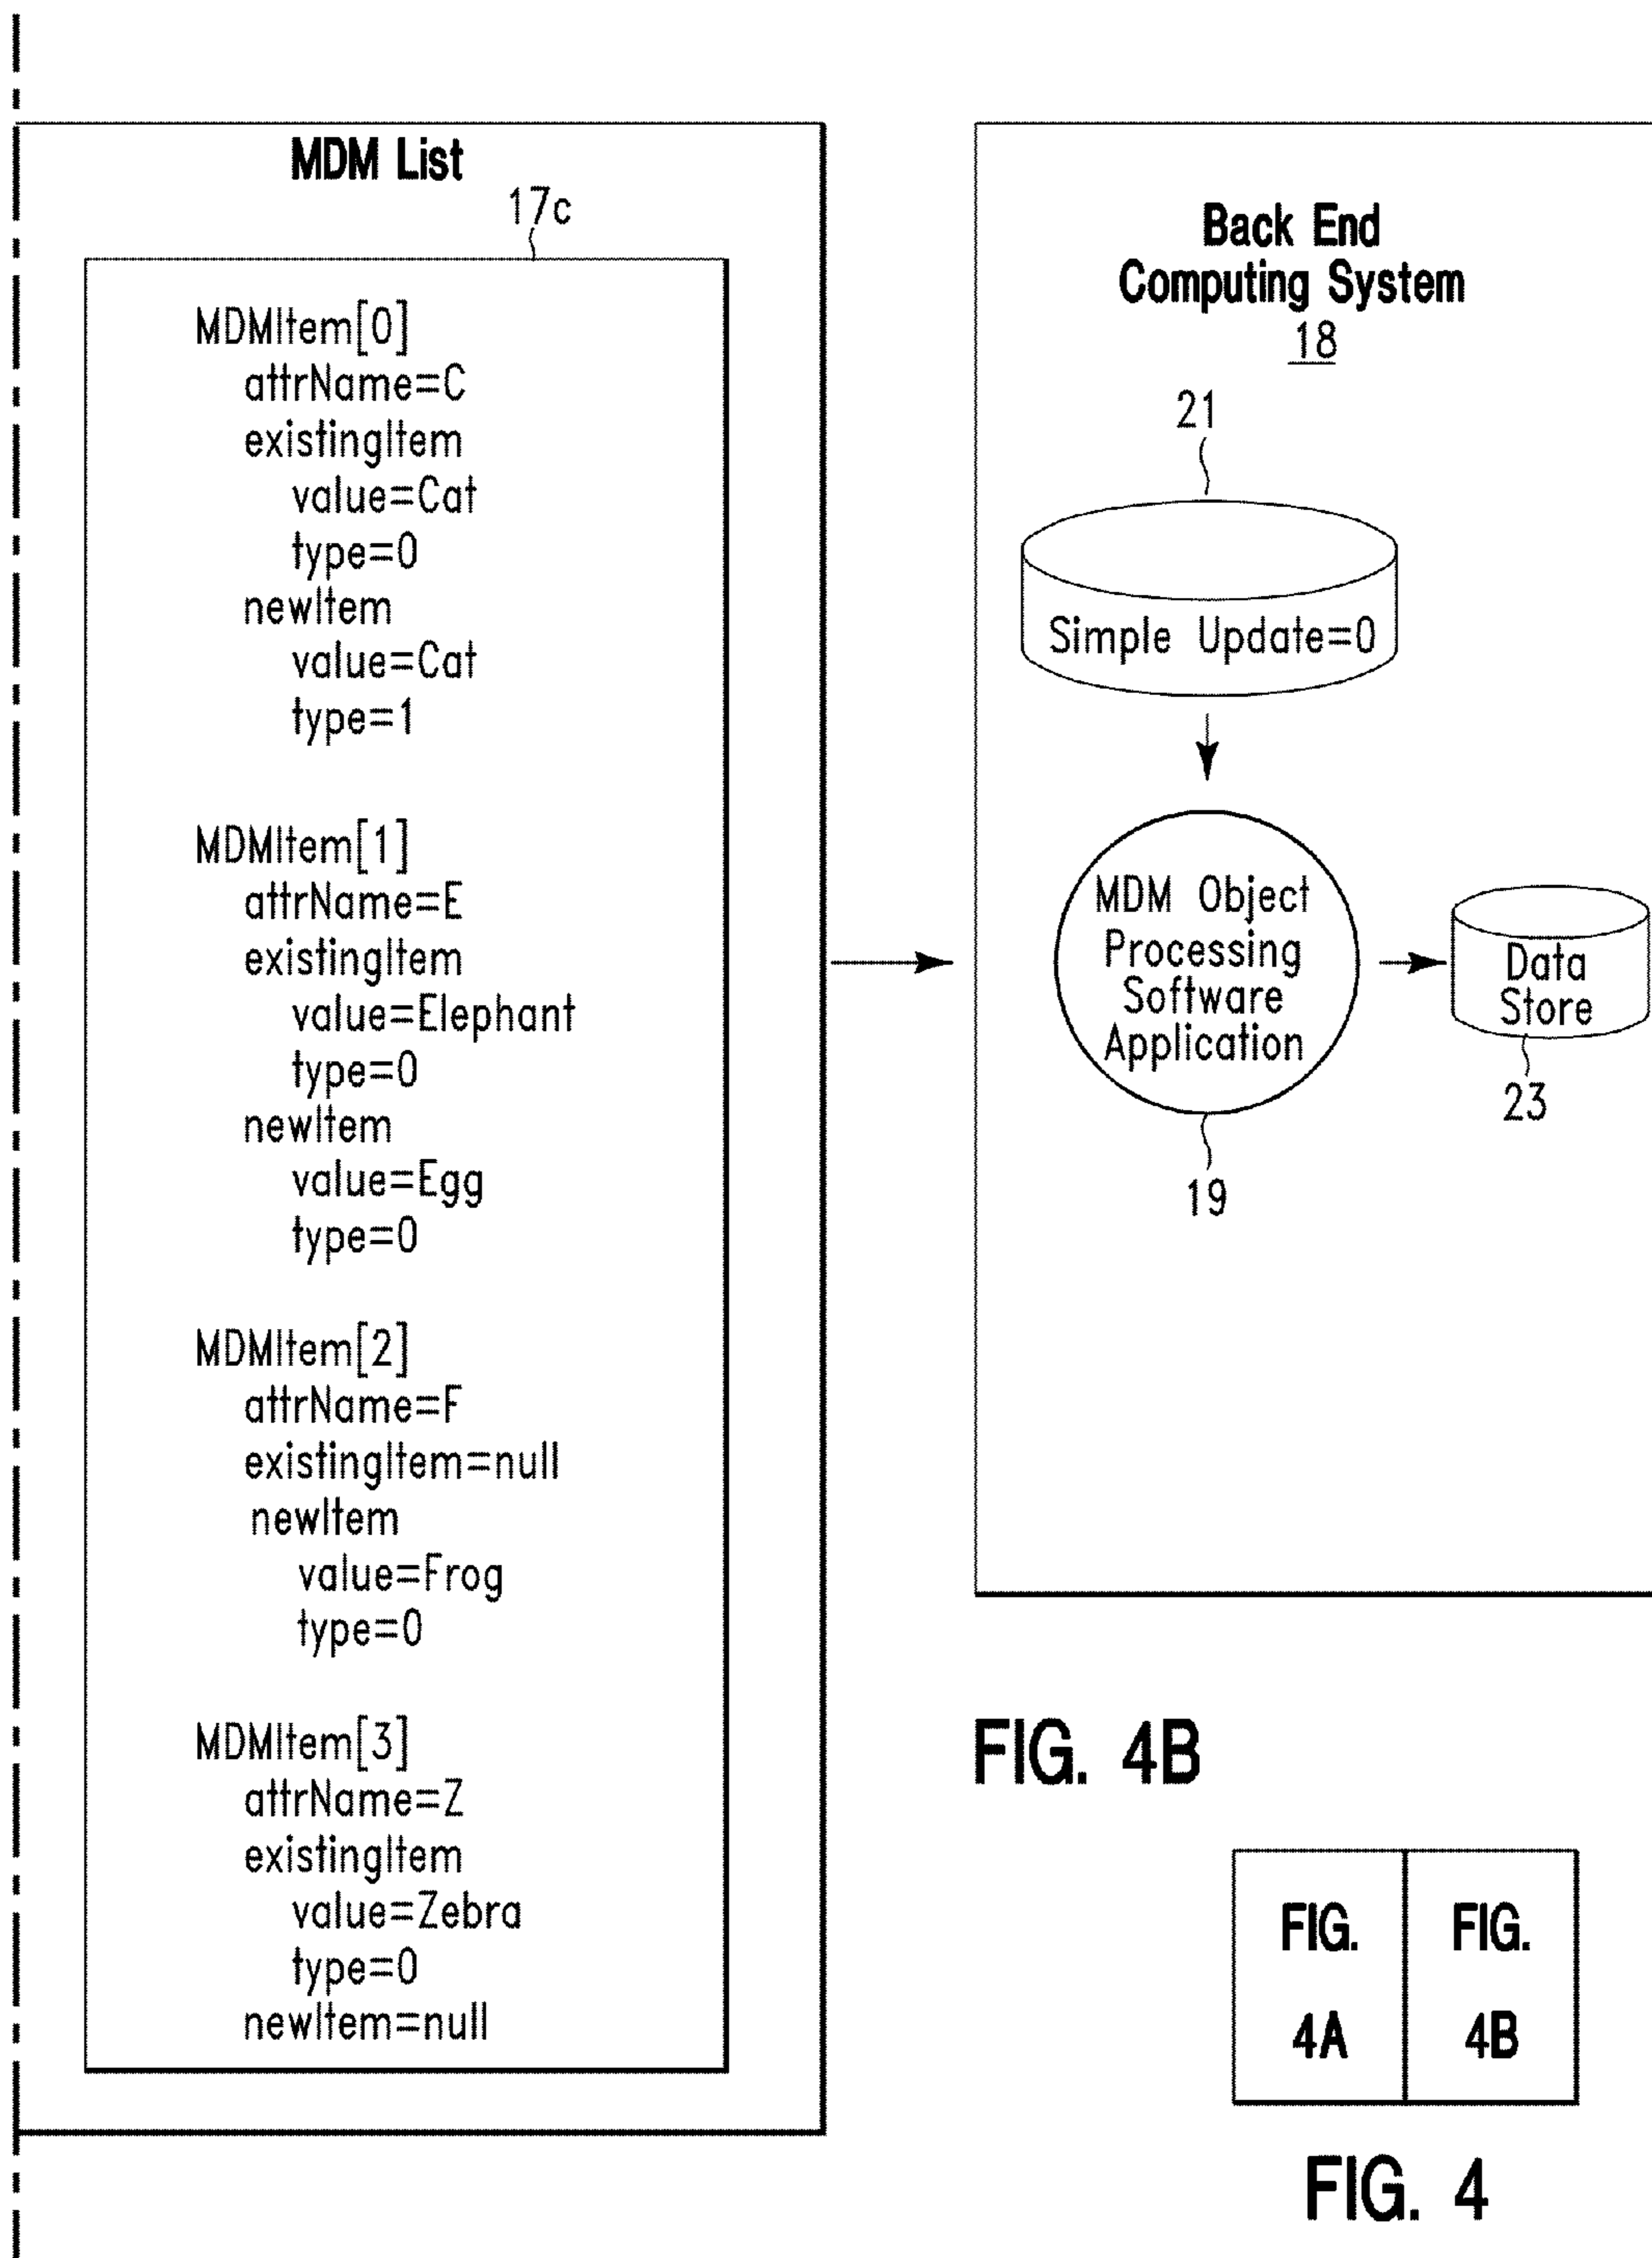 MDM List
17c
MDMItem[0]
attrName=C
existingItem
value=Cat
type=0
newItem
value=Cat
type=1
MDMItem[1]
attrName=E
existingItem
value=Elephant
type=0
newItem
value=Egg
type=0
MDMItem[2]
attrName=F
existingItem=null
newItem
value=Frog
type=0
MDMItem[3]
attrName=Z
existingItem
value=Zebra
type=0
newItem=null
Back End
Computing System
18
21
Simple Update=0
MDM Object
Processing
Software
Application
19
Data
Store
23
FIG. 4B
FIG.
4A
FIG.
4B
FIG. 4